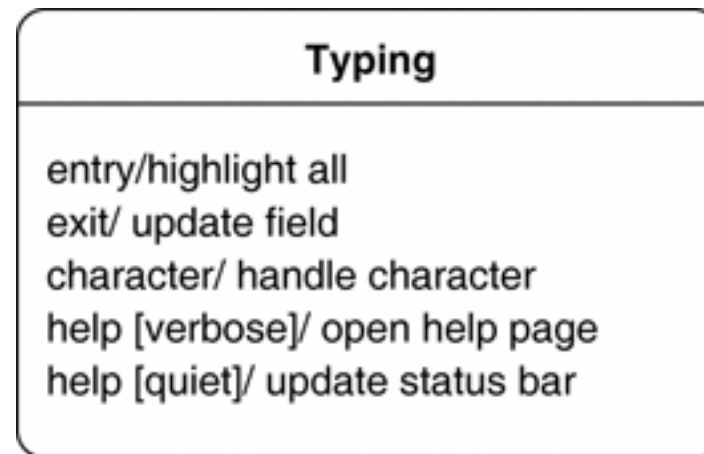 Typing
entry/highlight all
exit/ update field
character/ handle character
help [verbose]/ open help page
help [quiet]/ update status bar